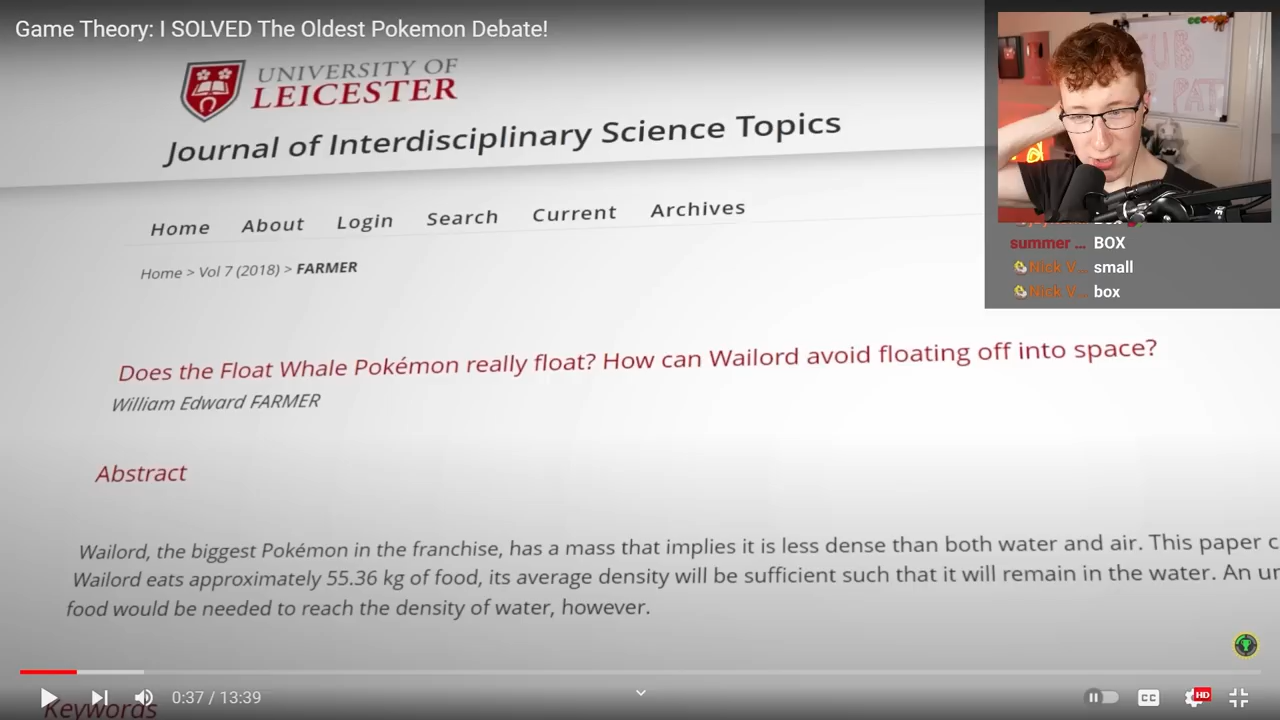 Game Theory: I SOLVED The Oldest Pokemon Debate!
UNIVERSITY OF
LEICESTER
Journal of Interdisciplinary Science Topics
Home About Login Search Current Archives
Home > Vol 7 (2018) > FARMER
Does the Float Whale Pokémon really float? How can Wailord avoid floating off into space?
William Edward FARMER
Abstract
Wailord, the biggest Pokémon in the franchise, has a mass that implies it is less dense than both water and air. This paper
Wailord eats approximately 55.36 kg of food, its average density will be sufficient such that it will remain in the water. An
food would be needed to reach the density of water, however.
Keywords
summer ... BOX
Nick V... small
Nick V... box
0:37 / 13:39
CC
HD